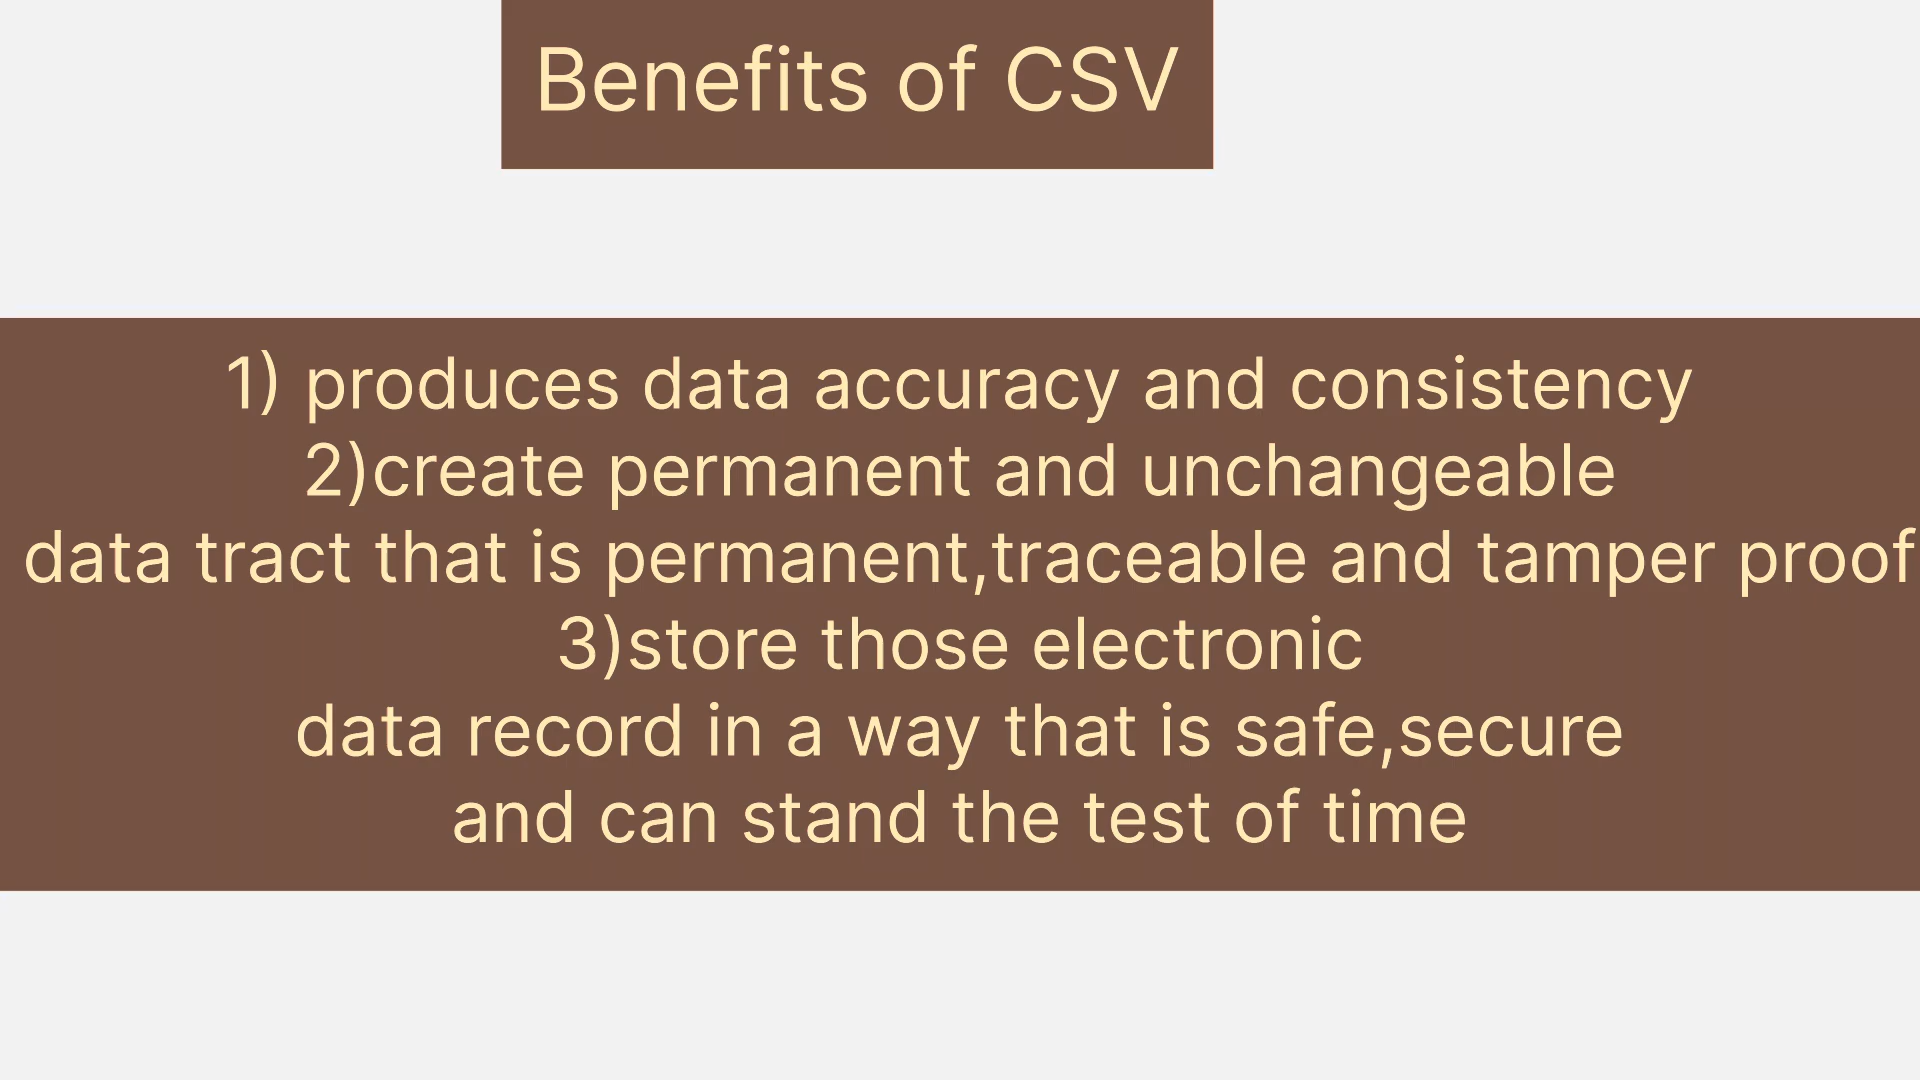 Benefits of CSV
1) produces data accuracy and consistency
2)create permanent and unchangeable
data tract that is permanent,traceable and tamper proof
3)store those electronic
data record in a way that is safe,secure
and can stand the test of time